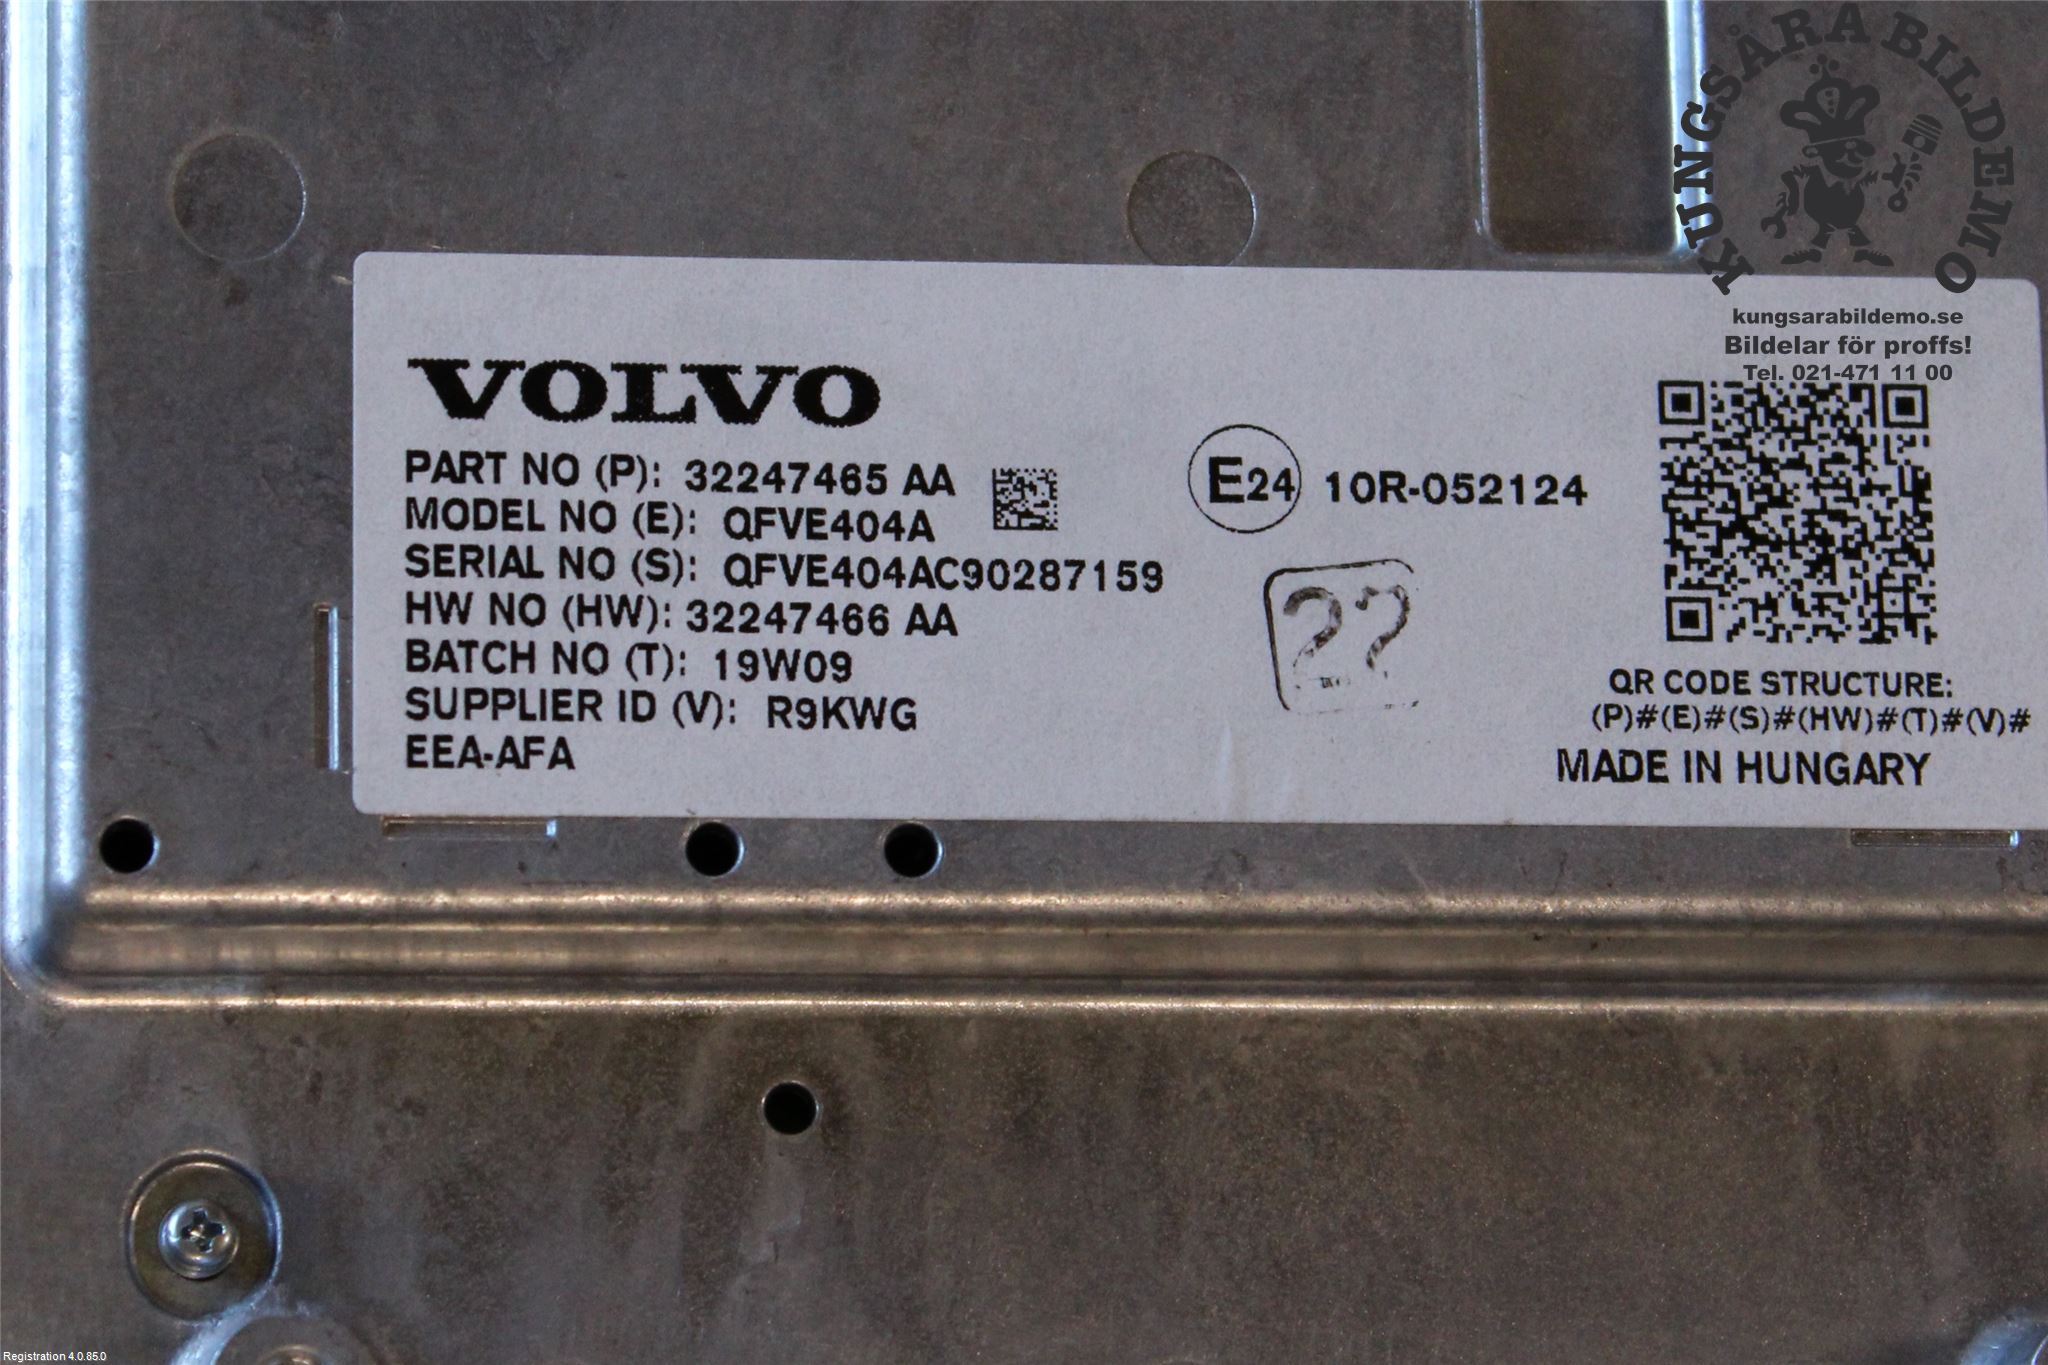 KUNGSÅRA BILDEMO
kungsarabildemo.se
Bildelar för proffs!
Tel. 021-471 11 00
VOLVO
PART NO (P): 32247465 AA
MODEL NO (E): QFVE404A
SERIAL NO (S): QFVE404AC90287159
HW NO (HW): 32247466 AA
BATCH NO (T): 19W09
SUPPLIER ID (V): R9KWG
EEA-AFA
E24 10R-052124
QR CODE STRUCTURE:
(P)#(E)#(S)#(HW)#(T)#(V)#
MADE IN HUNGARY
Registration 4.0.85.0